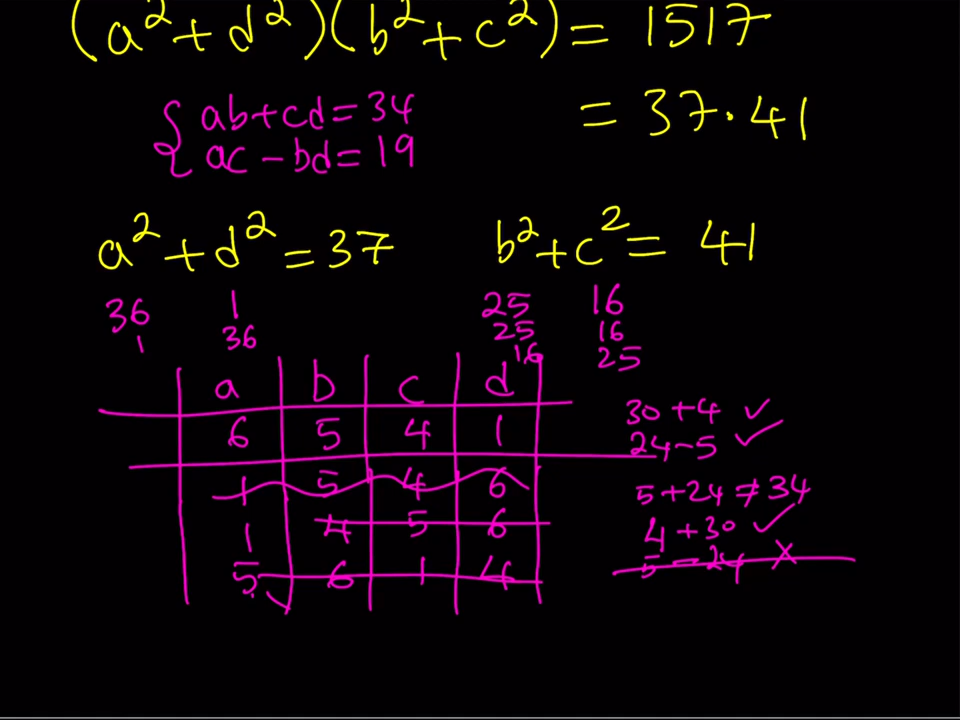 (a²+d²)(b²+c²)=1517
{ab+cd=34
=37·41
{ac-bd=19
a²+d²=37 b²+c²=41
36 1 25 16
1 36 25 16
16 25
a b c d
6 5 4 1
1 5 4 6
1 4 5 6
5 6 1 4
30+4 ✓
24-5 ✓
5+24≠34
4+30 ✓
5-24 X